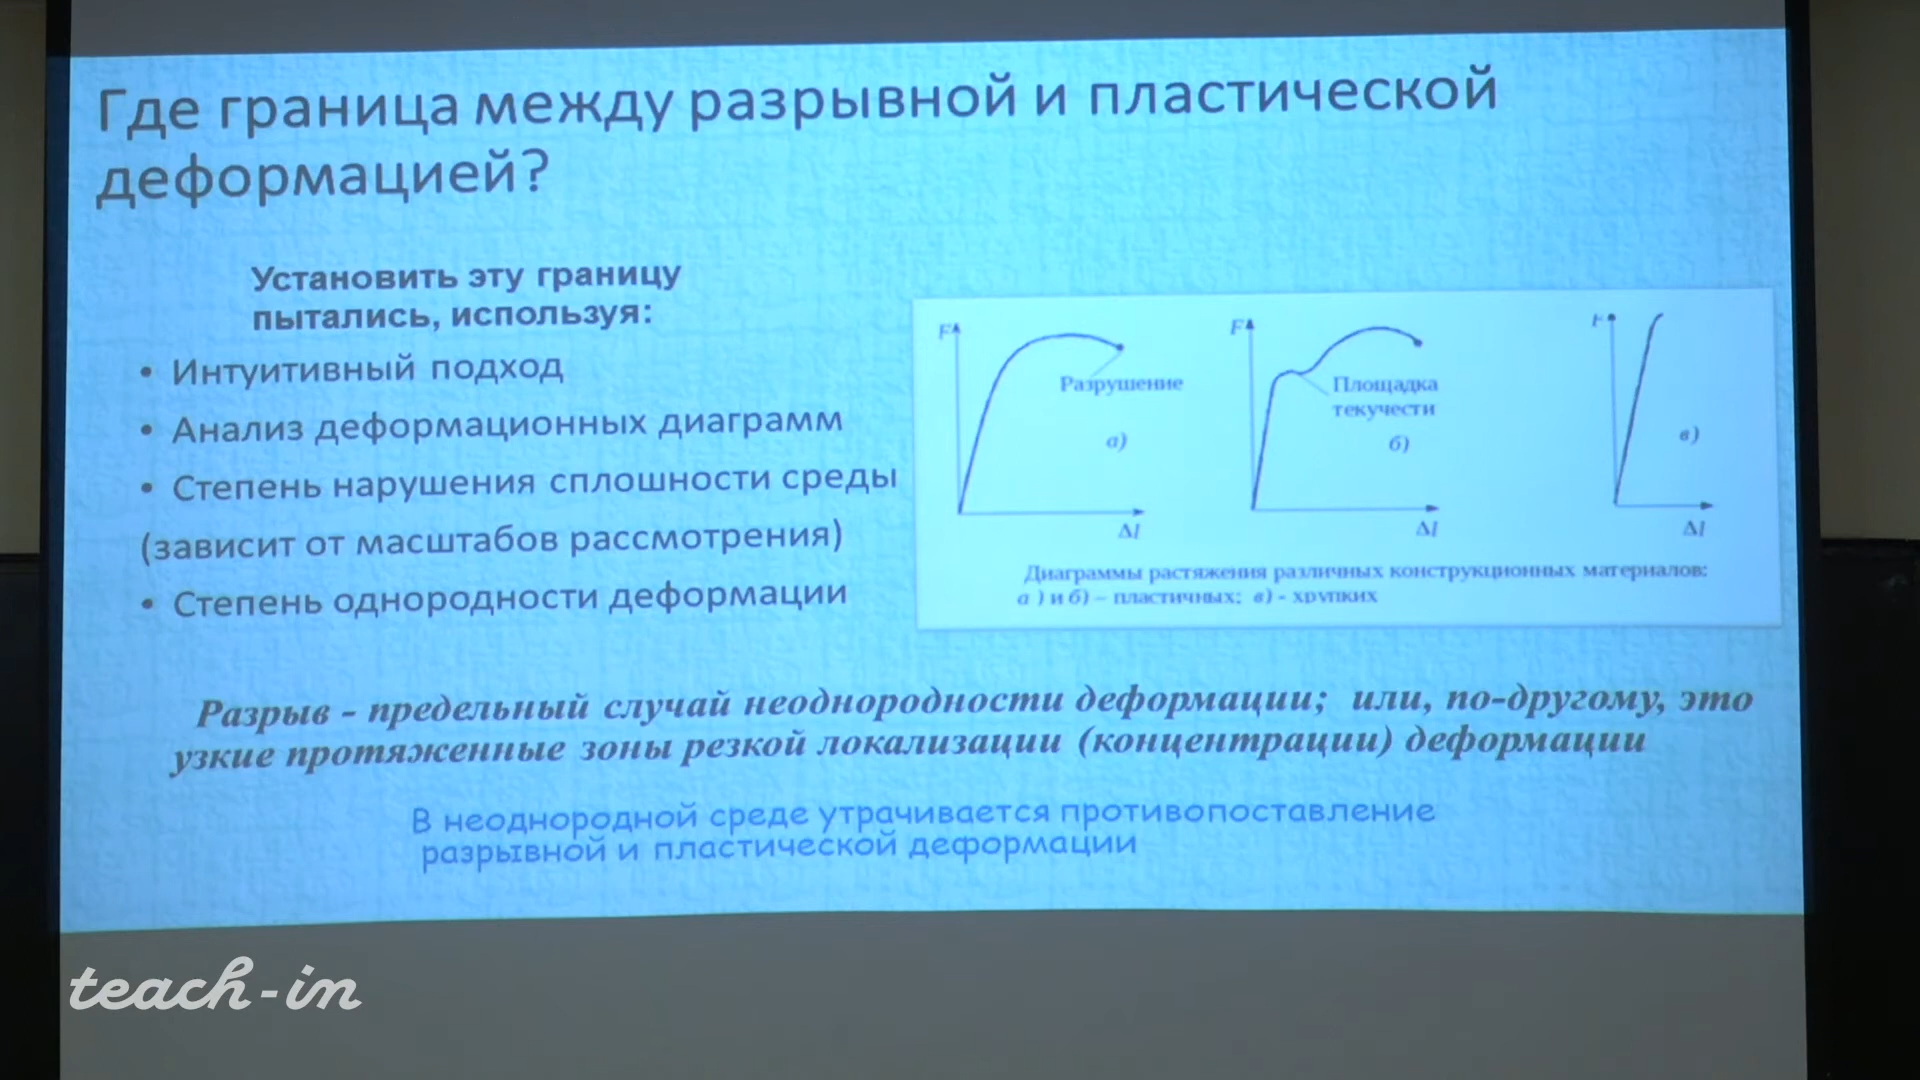 Где граница между разрывной и пластической
деформацией?
Установить эту границу
пытались, используя:
• Интуитивный подход
• Анализ деформационных диаграмм
• Степень нарушения сплошности среды
(зависит от масштабов рассмотрения)
• Степень однородности деформации
F
Разрушение
а)
Δl
F
Площадка
текучести
б)
Δl
F
в)
Δl
Диаграммы растяжения различных конструкционных материалов:
а ) и б) – пластичных; в) - хрупких
Разрыв - предельный случай неоднородности деформации; или, по-другому, это
узкие протяженные зоны резкой локализации (концентрации) деформации
В неоднородной среде утрачивается противопоставление
разрывной и пластической деформации
teach-in